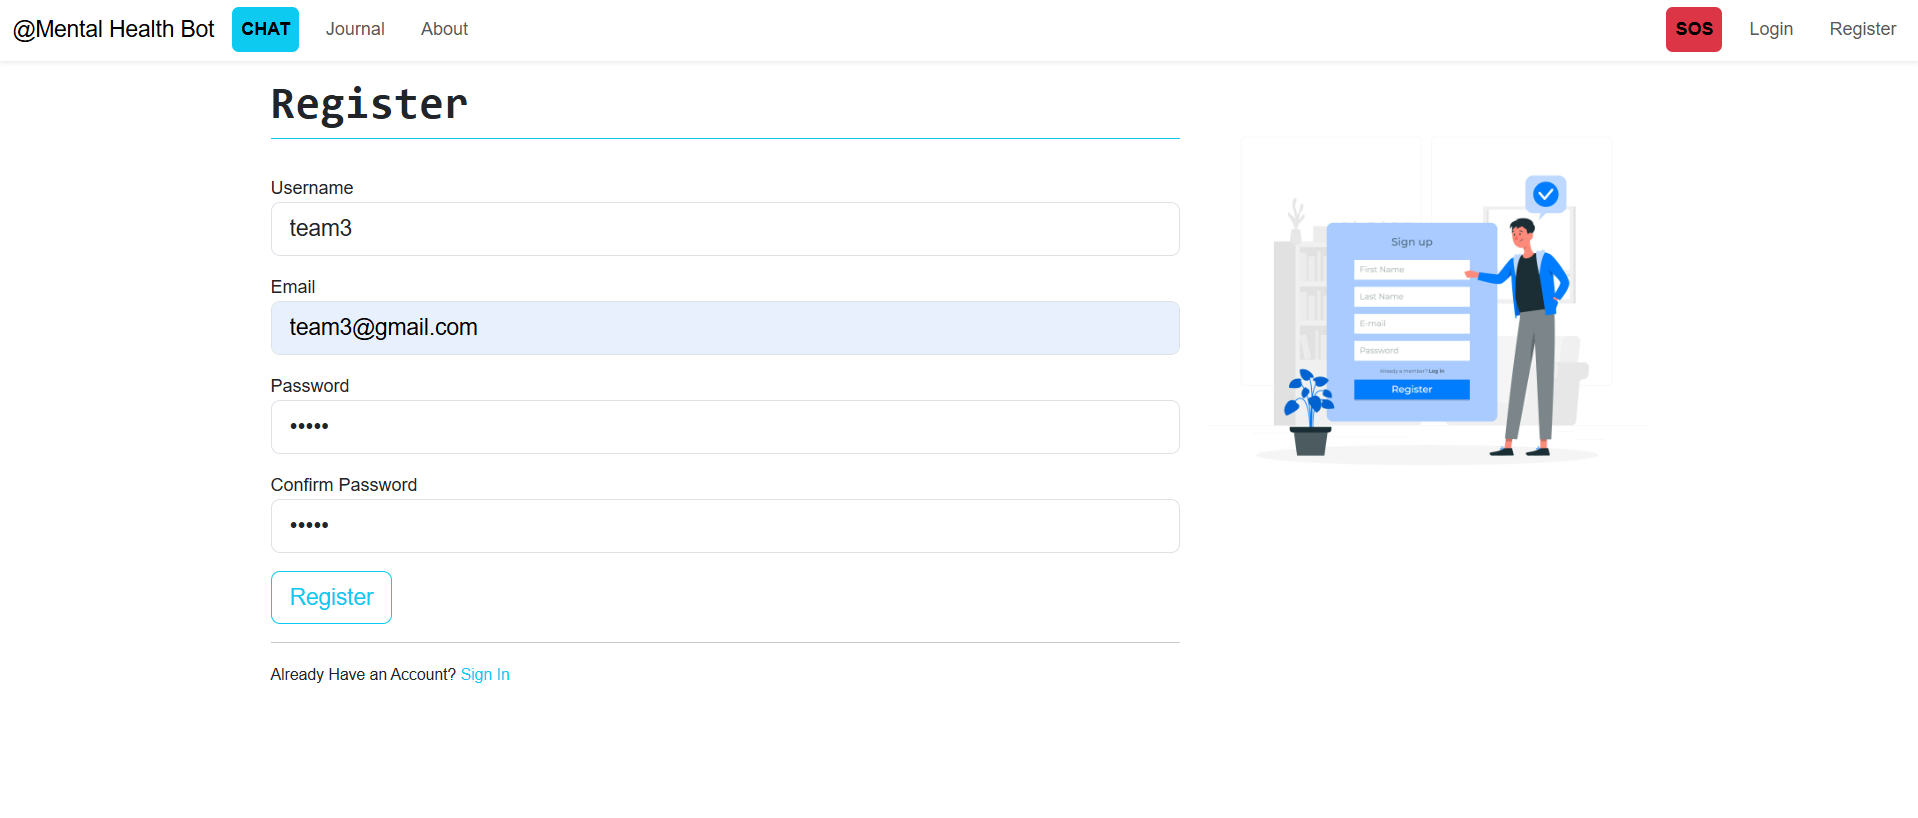 @Mental Health Bot CHAT Journal About SOS Login Register
Register
Username
team3
Email
team3@gmail.com
Password
•••••
Confirm Password
•••••
Register
Already Have an Account? Sign In
Sign up
First Name
Last Name
E-mail
Password
Already a member? Log in
Register